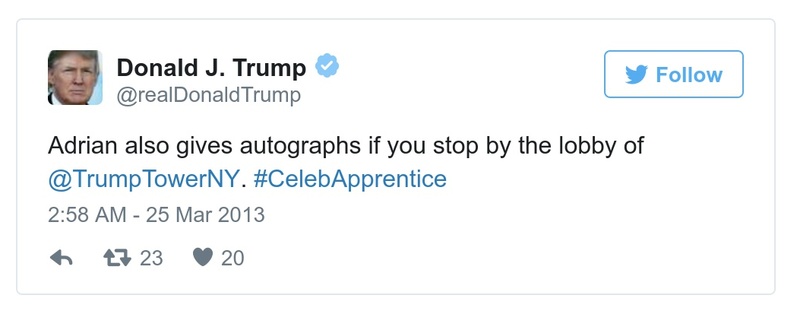 Donald J. Trump
Follow
@realDonaldTrump
Adrian also gives autographs if you stop by the lobby of
@TrumpTowerNY. #CelebApprentice
2:58 AM - 25 Mar 2013
23 20